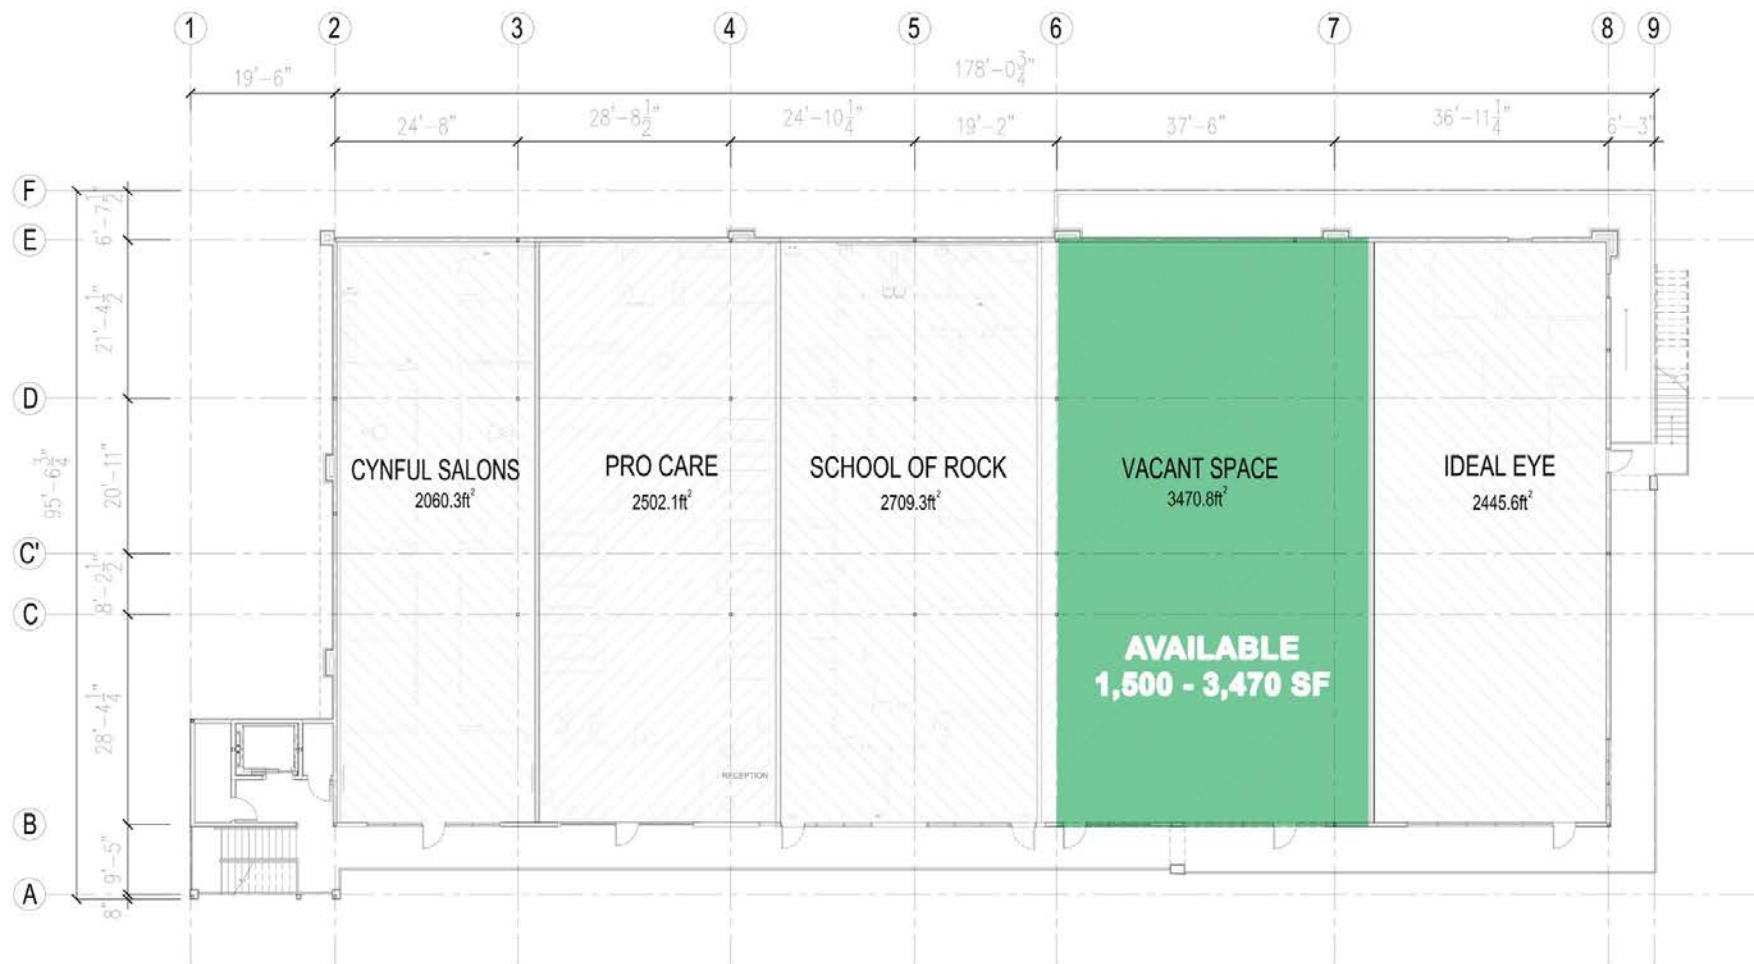 1 2 3 4 5 6 7 8 9
19'-6" 178'-0 3/4"
24'-8" 28'-8 1/2" 24'-10 1/4" 19'-2" 37'-6" 36'-11 1/4" 6'-3"
F
6'-7 1/2"
E
21'-4 1/2"
D
20'-11"
95'-6 3/4"
C'
8'-2 1/2"
C
28'-4 1/4"
B
9'-5"
A
8"
CYNFUL SALONS
2060.3ft²
PRO CARE
2502.1ft²
RECEPTION
SCHOOL OF ROCK
2709.3ft²
VACANT SPACE
3470.8ft²
AVAILABLE
1,500 - 3,470 SF
IDEAL EYE
2445.6ft²